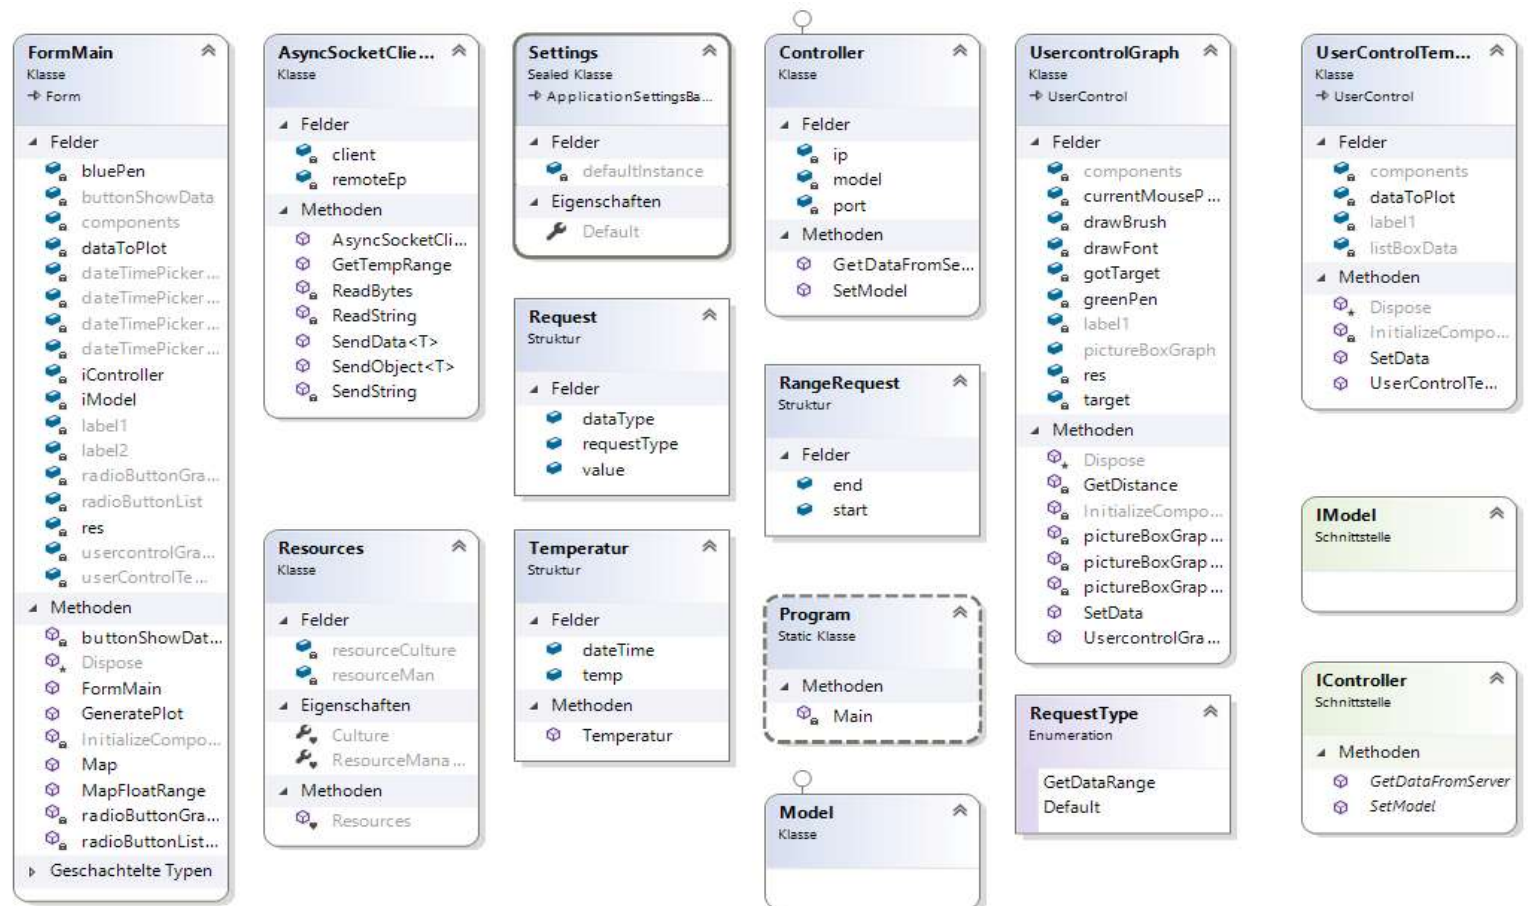 FormMain
Klasse
Form
Felder
bluePen
buttonShowData
components
dataToPlot
dateTimePicker...
dateTimePicker...
dateTimePicker...
dateTimePicker...
iController
iModel
label1
label2
radioButtonGra...
radioButtonList
res
usercontrolGra...
userControlTe...
Methoden
buttonShowDat...
Dispose
FormMain
GeneratePlot
InitializeCompo...
Map
MapFloatRange
radioButtonGra...
radioButtonList...
Geschachtelte Typen
AsyncSocketClie...
Klasse
Felder
client
remoteEp
Methoden
AsyncSocketCli...
GetTempRange
ReadBytes
ReadString
SendData<T>
SendObject<T>
SendString
Resources
Klasse
Felder
resourceCulture
resourceMan
Eigenschaften
Culture
ResourceMana...
Methoden
Resources
Settings
Sealed Klasse
ApplicationSettingsBa...
Felder
defaultInstance
Eigenschaften
Default
Request
Struktur
Felder
dataType
requestType
value
Temperatur
Struktur
Felder
dateTime
temp
Methoden
Temperatur
Controller
Klasse
Felder
ip
model
port
Methoden
GetDataFromSe...
SetModel
RangeRequest
Struktur
Felder
end
start
Program
Static Klasse
Methoden
Main
Model
Klasse
UsercontrolGraph
Klasse
UserControl
Felder
components
currentMouseP...
drawBrush
drawFont
gotTarget
greenPen
label1
pictureBoxGraph
res
target
Methoden
Dispose
GetDistance
InitializeCompo...
pictureBoxGrap...
pictureBoxGrap...
pictureBoxGrap...
SetData
UsercontrolGra...
RequestType
Enumeration
GetDataRange
Default
UserControlTem...
Klasse
UserControl
Felder
components
dataToPlot
label1
listBoxData
Methoden
Dispose
InitializeCompo...
SetData
UserControlTe...
IModel
Schnittstelle
IController
Schnittstelle
Methoden
GetDataFromServer
SetModel